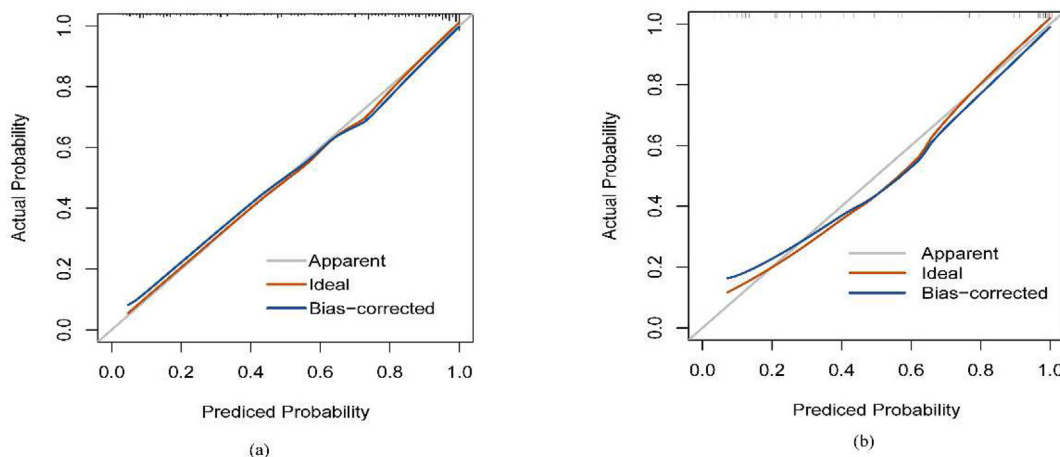 Actual Probability
1.0
0.8
0.6
0.4
0.2
0.0
Apparent
Ideal
Bias-corrected
0.0 0.2 0.4 0.6 0.8 1.0
Prediced Probability
(a)
Actual Probability
1.0
0.8
0.6
0.4
0.2
0.0
Apparent
Ideal
Bias-corrected
0.0 0.2 0.4 0.6 0.8 1.0
Prediced Probability
(b)